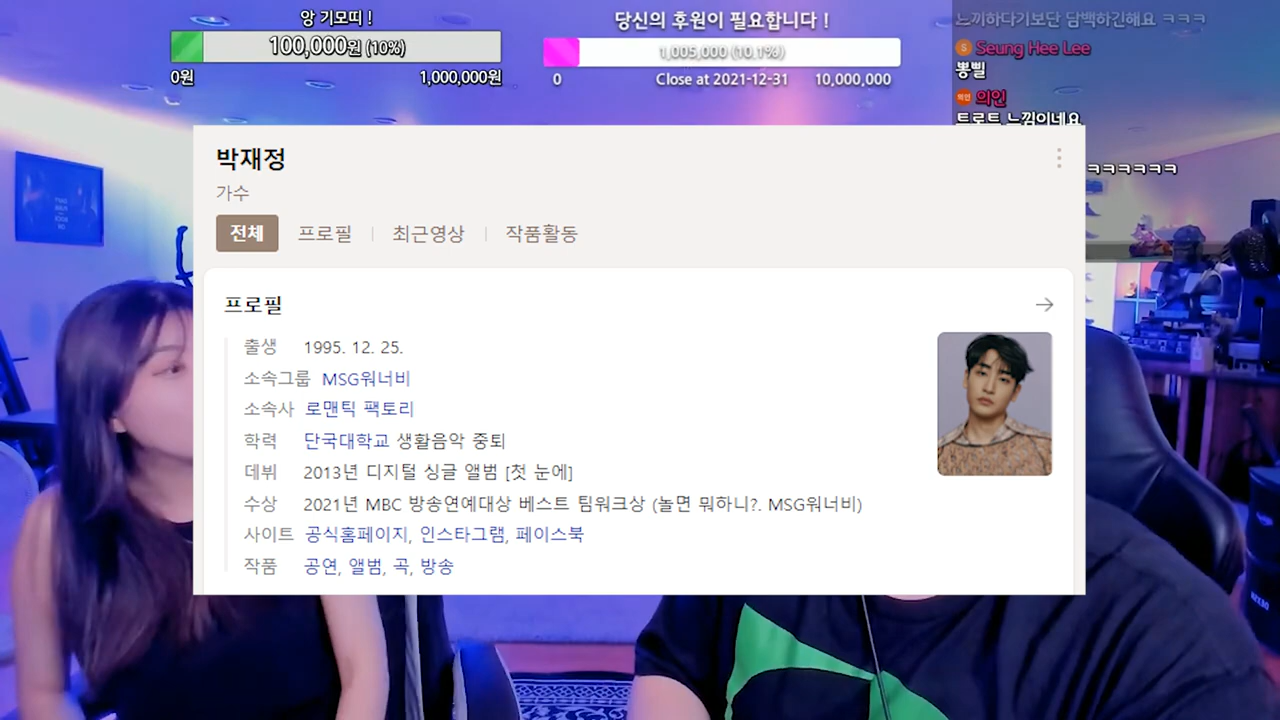 앙 기모띠 !
100,000원 (10%)
0원
1,000,000원
당신의 후원이 필요합니다 !
1,005,000 (10.1%)
0
Close at 2021-12-31
10,000,000
느끼하다기보단 담백하긴해요 ㅋㅋㅋ
Seung Hee Lee
뿅삘
의인
트로트 느낌이네요
ㅋㅋㅋㅋㅋㅋ
박재정
가수
전체
프로필
최근영상
작품활동
프로필
출생 1995. 12. 25.
소속그룹 MSG워너비
소속사 로맨틱 팩토리
학력 단국대학교 생활음악 중퇴
데뷔 2013년 디지털 싱글 앨범 [첫 눈에]
수상 2021년 MBC 방송연예대상 베스트 팀워크상 (놀면 뭐하니?. MSG워너비)
사이트 공식홈페이지, 인스타그램, 페이스북
작품 공연, 앨범, 곡, 방송